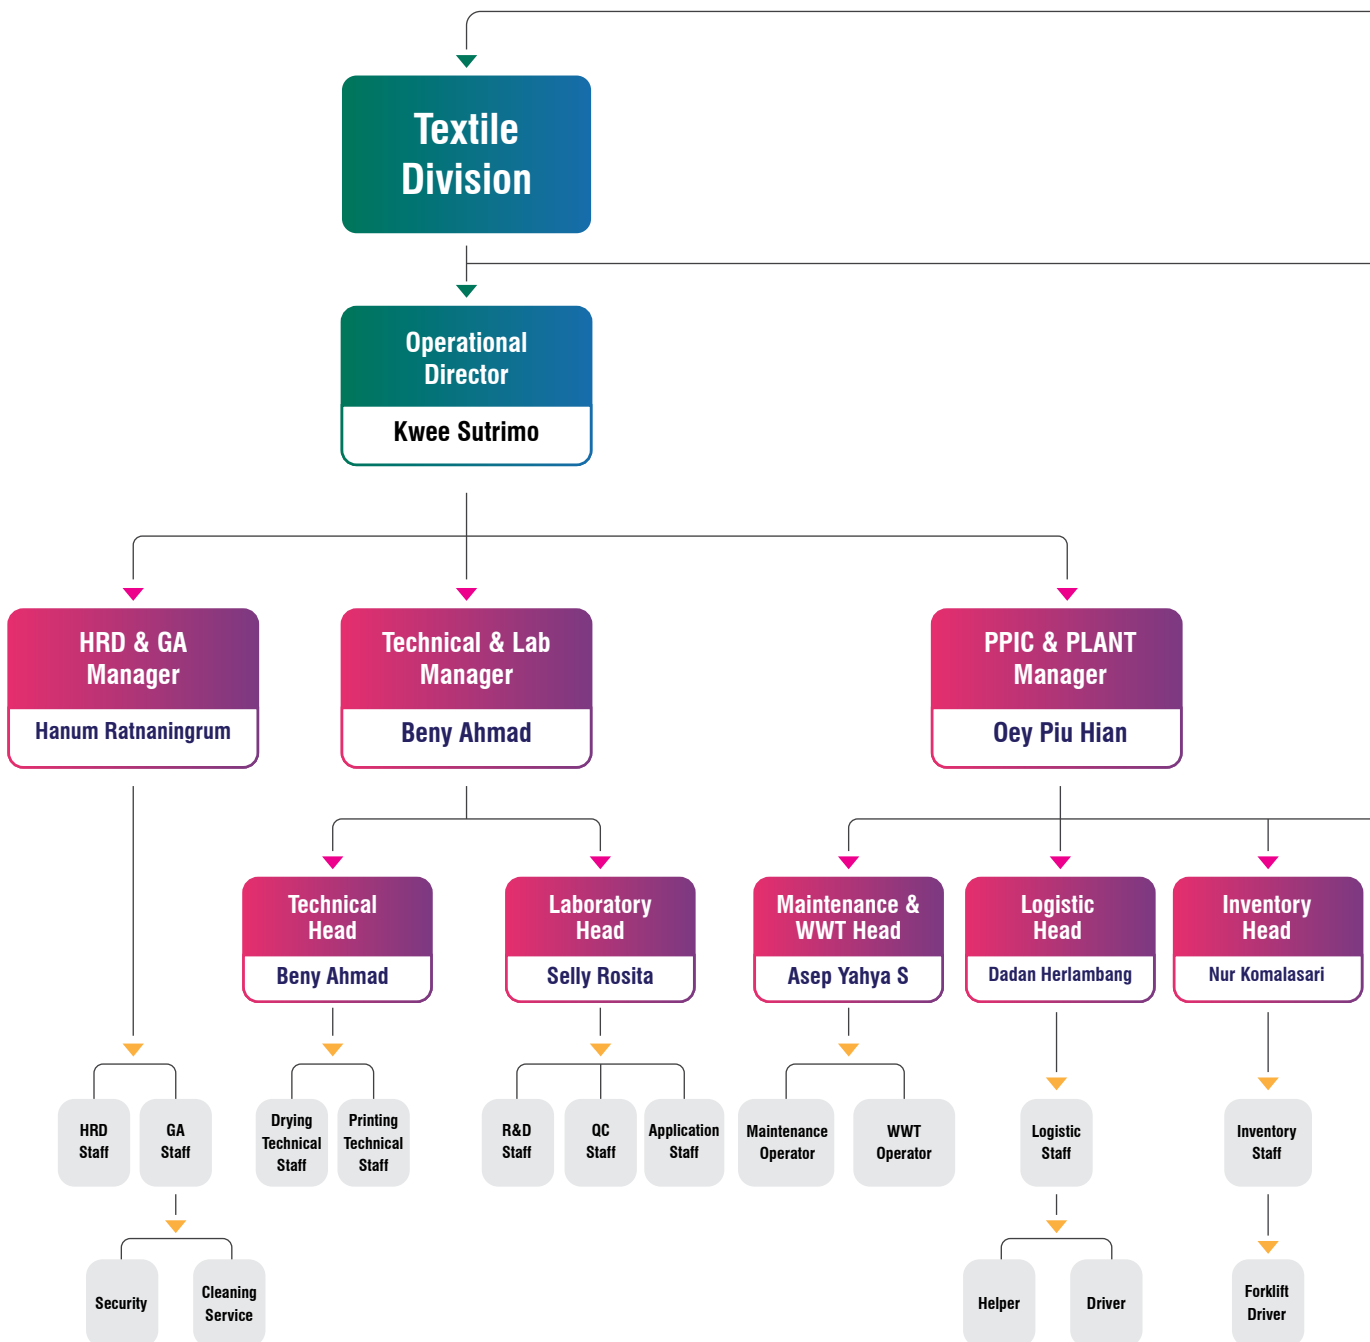 Textile
Division
Operational
Director
Kwee Sutrimo
HRD & GA
Manager
Hanum Ratnaningrum
Technical & Lab
Manager
Beny Ahmad
PPIC & PLANT
Manager
Oey Piu Hian
Technical
Head
Beny Ahmad
Laboratory
Head
Selly Rosita
Maintenance &
WWT Head
Asep Yahya S
Logistic
Head
Dadan Herlambang
Inventory
Head
Nur Komalasari
HRD
Staff
GA
Staff
Drying
Technical
Staff
Printing
Technical
Staff
R&D
Staff
QC
Staff
Application
Staff
Maintenance
Operator
WWT
Operator
Logistic
Staff
Inventory
Staff
Security
Cleaning
Service
Helper
Driver
Forklift
Driver